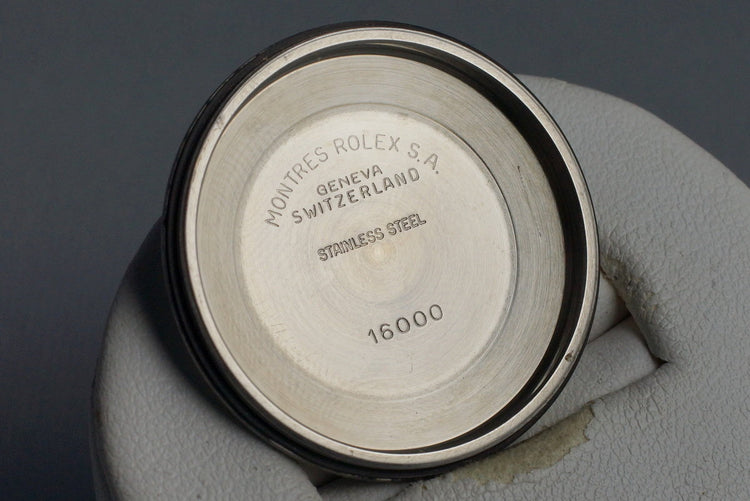 MONTRES ROLEX S.A.
GENEVA
SWITZERLAND
STAINLESS STEEL
16000